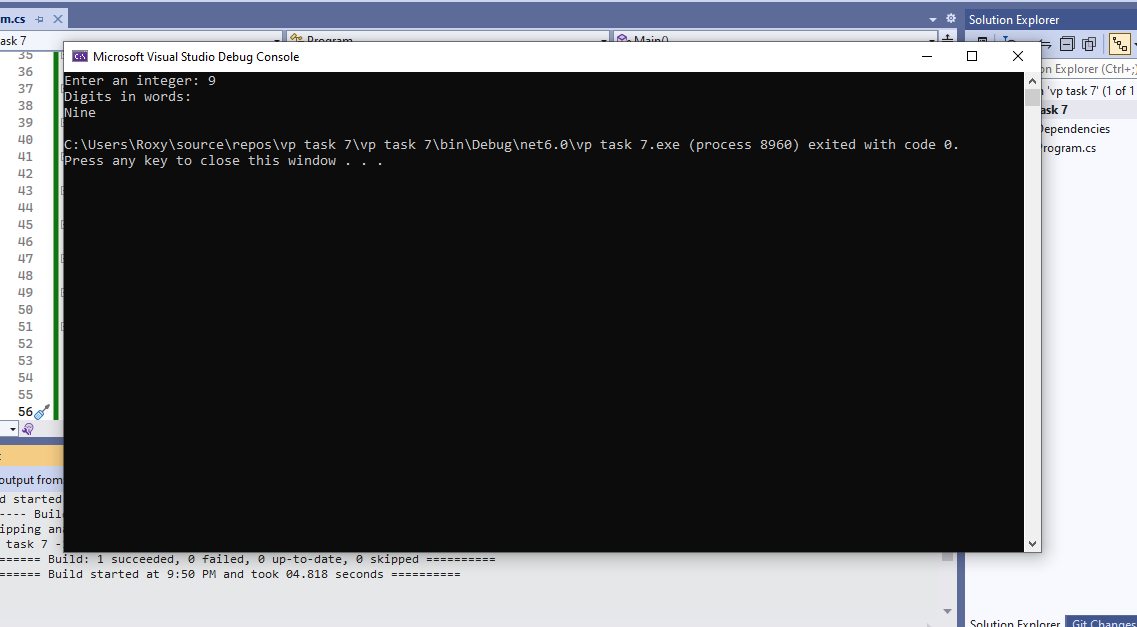 m.cs
Solution Explorer
ask 7
Program
Main()
Microsoft Visual Studio Debug Console
Enter an integer: 9
Digits in words:
Nine
C:\Users\Roxy\source\repos\vp task 7\vp task 7\bin\Debug\net6.0\vp task 7.exe (process 8960) exited with code 0.
Press any key to close this window . . .
on Explorer (Ctrl+;)
'vp task 7' (1 of 1
ask 7
Dependencies
Program.cs
35
36
37
38
39
40
41
42
43
44
45
46
47
48
49
50
51
52
53
54
55
56
output from
d started
---- Buil
ipping ana
task 7 -
====== Build: 1 succeeded, 0 failed, 0 up-to-date, 0 skipped ==========
====== Build started at 9:50 PM and took 04.818 seconds ==========
Solution Explorer
Git Changes